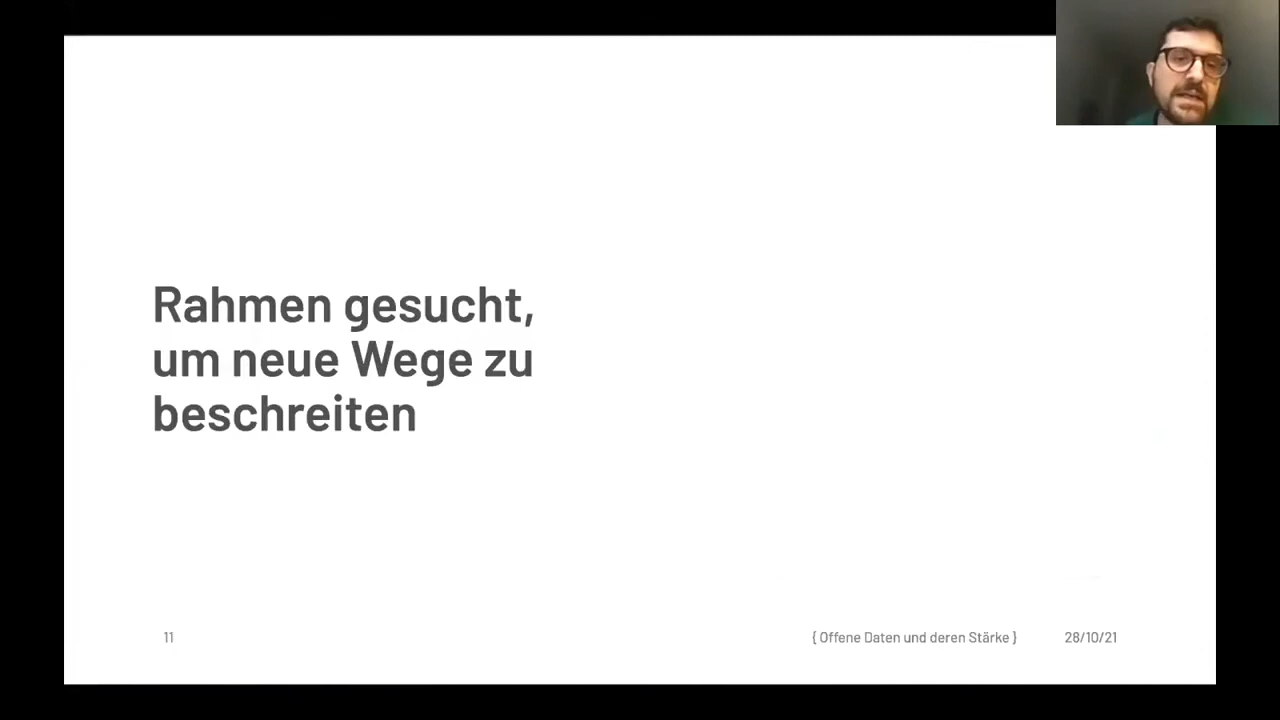 Rahmen gesucht,
um neue Wege zu
beschreiten
11
{ Offene Daten und deren Stärke }
28/10/21